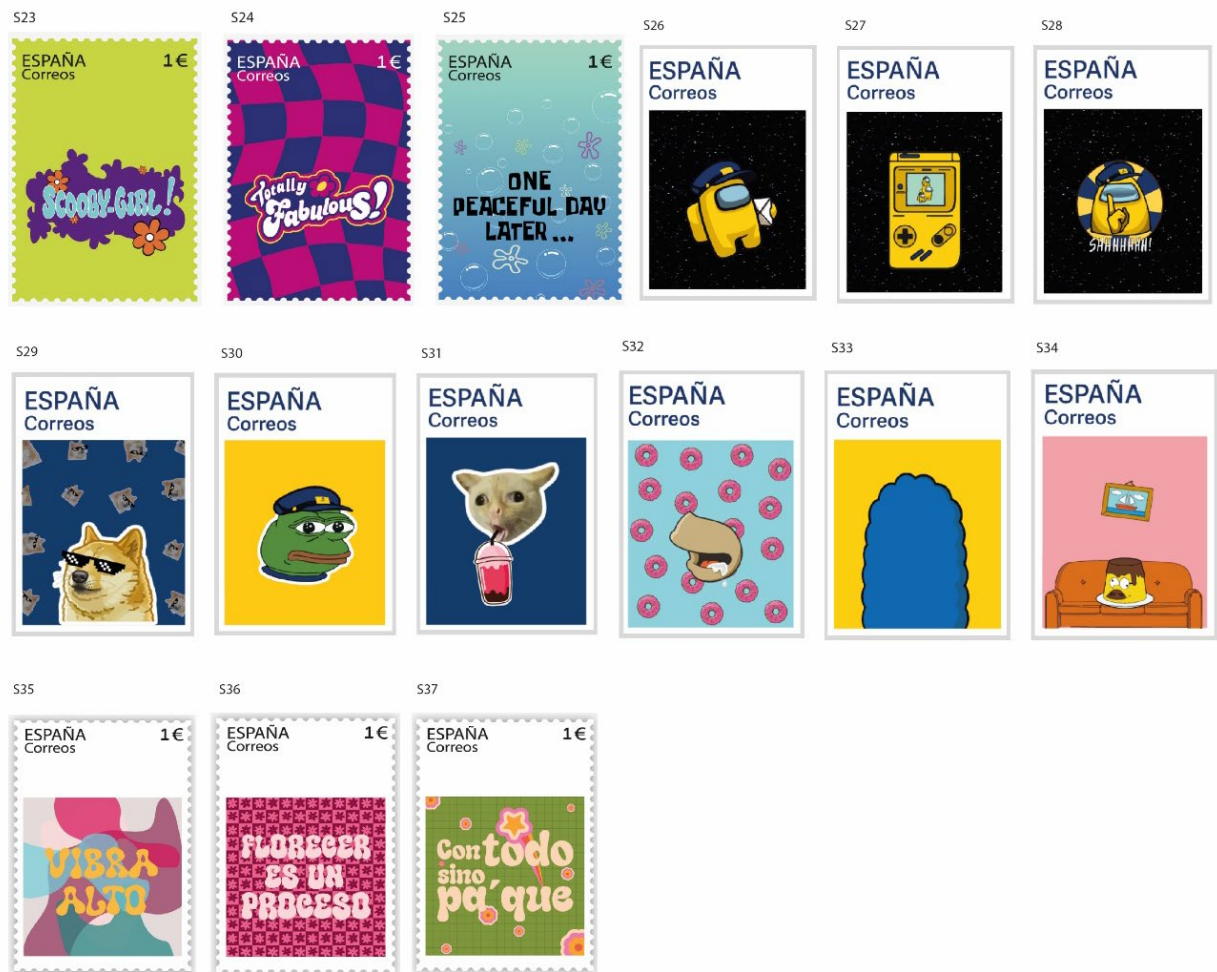 S23
ESPAÑA 1€
Correos
SCOOBY-GIRL!
S24
ESPAÑA 1€
Correos
Totally
Fabulous!
S25
ESPAÑA 1€
Correos
ONE
PEACEFUL DAY
LATER...
S26
ESPAÑA
Correos
S27
ESPAÑA
Correos
S28
ESPAÑA
Correos
SHHHHHHH!
S29
ESPAÑA
Correos
S30
ESPAÑA
Correos
S31
ESPAÑA
Correos
S32
ESPAÑA
Correos
S33
ESPAÑA
Correos
S34
ESPAÑA
Correos
S35
ESPAÑA 1€
Correos
VIBRA
ALTO
S36
ESPAÑA 1€
Correos
FLORECER
ES UN
PROCESO
S37
ESPAÑA 1€
Correos
Con todo
sino
pa' que